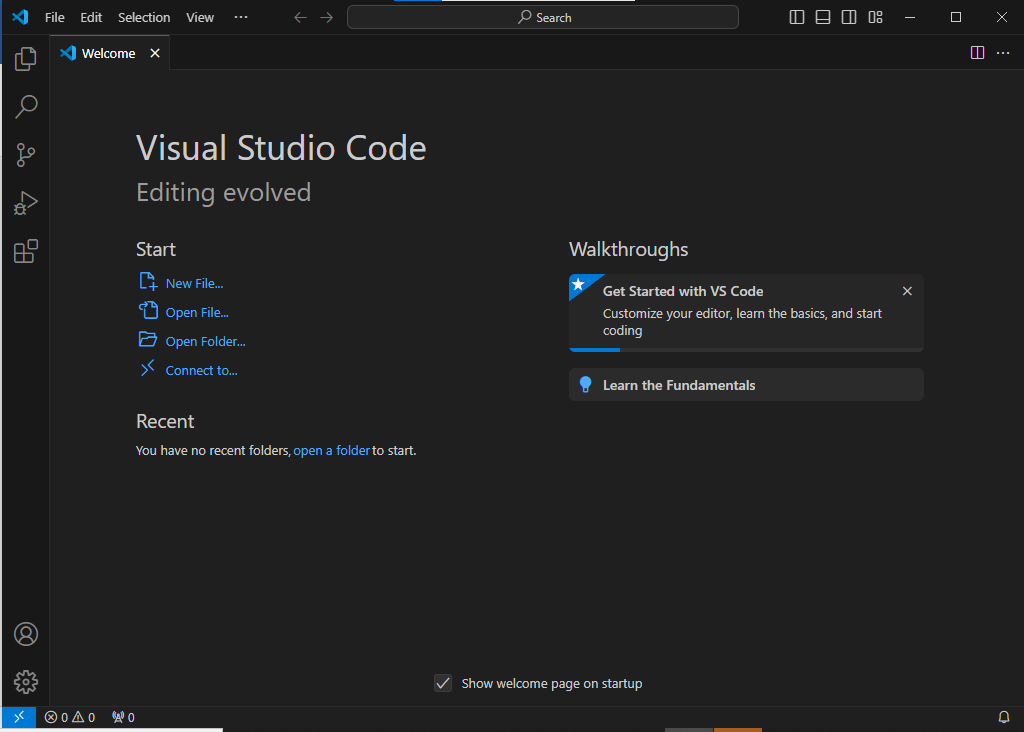 File Edit Selection View ··· Search
Welcome
Visual Studio Code
Editing evolved
Start
New File...
Open File...
Open Folder...
Connect to...
Recent
You have no recent folders, open a folder to start.
Walkthroughs
Get Started with VS Code
Customize your editor, learn the basics, and start
coding
Learn the Fundamentals
Show welcome page on startup
0 0 0